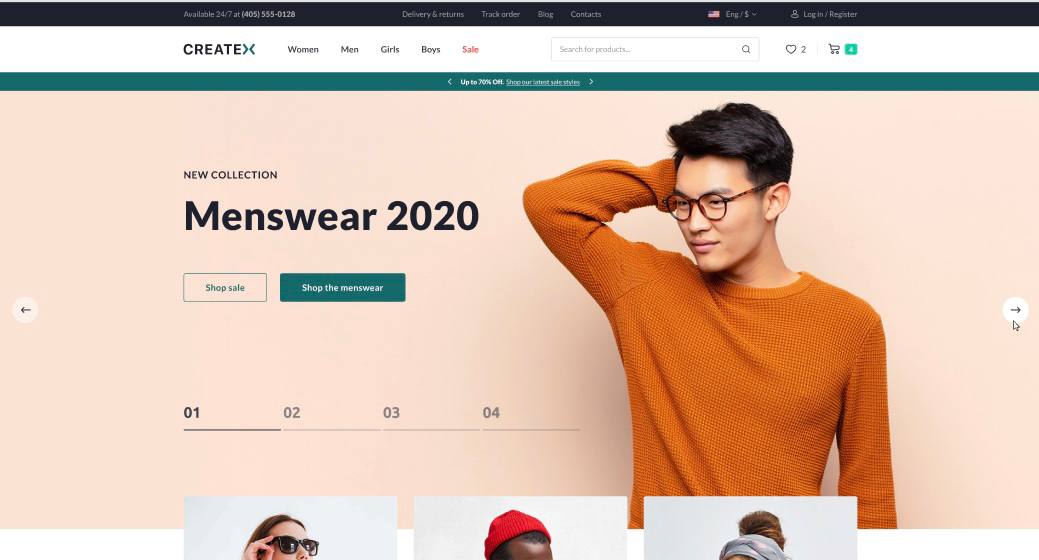 Available 24/7 at (405) 555-0128
Delivery & returns Track order Blog Contacts
Eng / $
Log in / Register
CREATEX
Women Men Girls Boys Sale
Search for products...
2
4
Up to 70% Off. Shop our latest sale styles
NEW COLLECTION
Menswear 2020
Shop sale
Shop the menswear
01 02 03 04